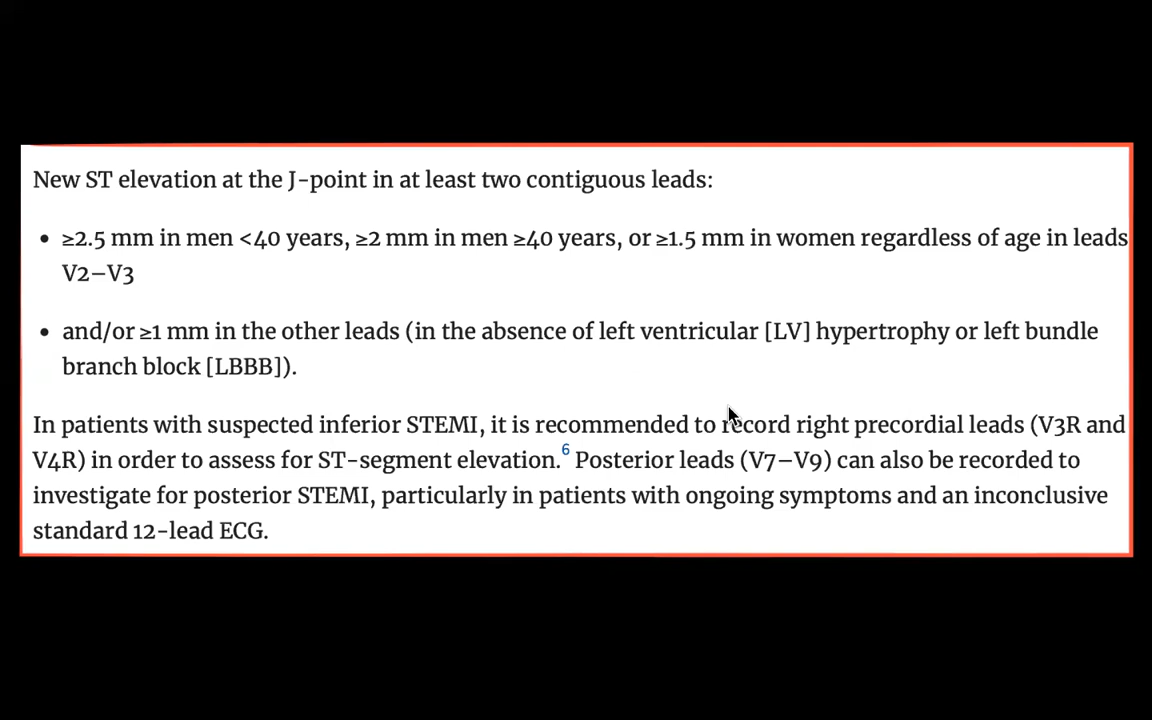 New ST elevation at the J-point in at least two contiguous leads:
• ≥2.5 mm in men <40 years, ≥2 mm in men ≥40 years, or ≥1.5 mm in women regardless of age in leads
V2–V3
• and/or ≥1 mm in the other leads (in the absence of left ventricular [LV] hypertrophy or left bundle
branch block [LBBB]).
In patients with suspected inferior STEMI, it is recommended to record right precordial leads (V3R and
V4R) in order to assess for ST-segment elevation.6 Posterior leads (V7–V9) can also be recorded to
investigate for posterior STEMI, particularly in patients with ongoing symptoms and an inconclusive
standard 12-lead ECG.